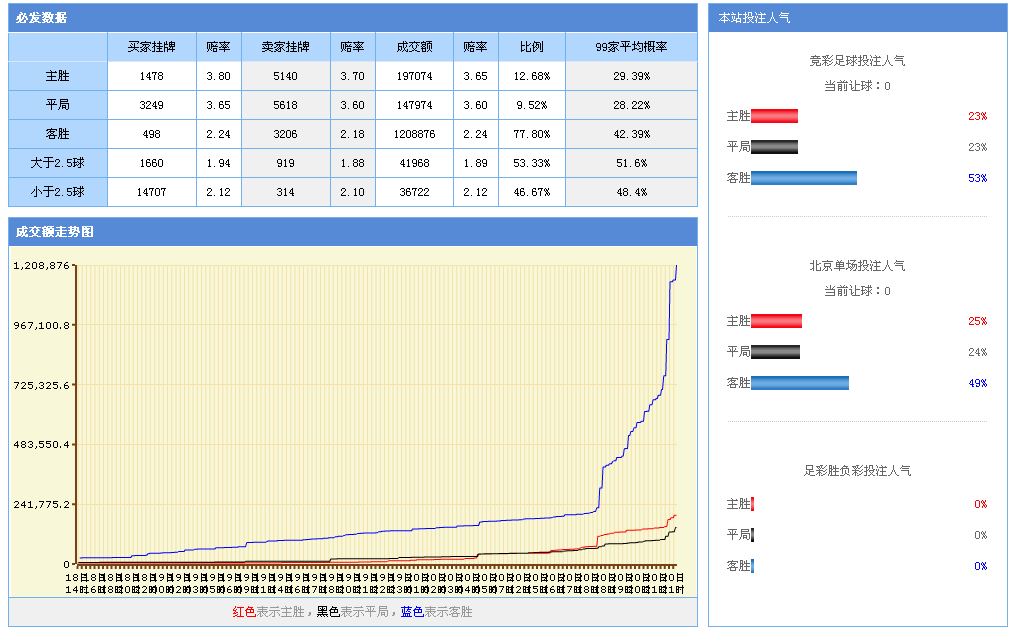 必发数据
买家挂牌 赔率 卖家挂牌 赔率 成交额 赔率 比例 99家平均概率
主胜 1478 3.80 5140 3.70 197074 3.65 12.68% 29.39%
平局 3249 3.65 5618 3.60 147974 3.60 9.52% 28.22%
客胜 498 2.24 3206 2.18 1208876 2.24 77.80% 42.39%
大于2.5球 1660 1.94 919 1.88 41968 1.89 53.33% 51.6%
小于2.5球 14707 2.12 314 2.10 36722 2.12 46.67% 48.4%
成交额走势图
1,208,876
967,100.8
725,325.6
483,550.4
241,775.2
0
红色表示主胜，黑色表示平局，蓝色表示客胜
本站投注人气
竞彩足球投注人气
当前让球：0
主胜 23%
平局 23%
客胜 53%
北京单场投注人气
当前让球：0
主胜 25%
平局 24%
客胜 49%
足彩胜负彩投注人气
主胜 0%
平局 0%
客胜 0%